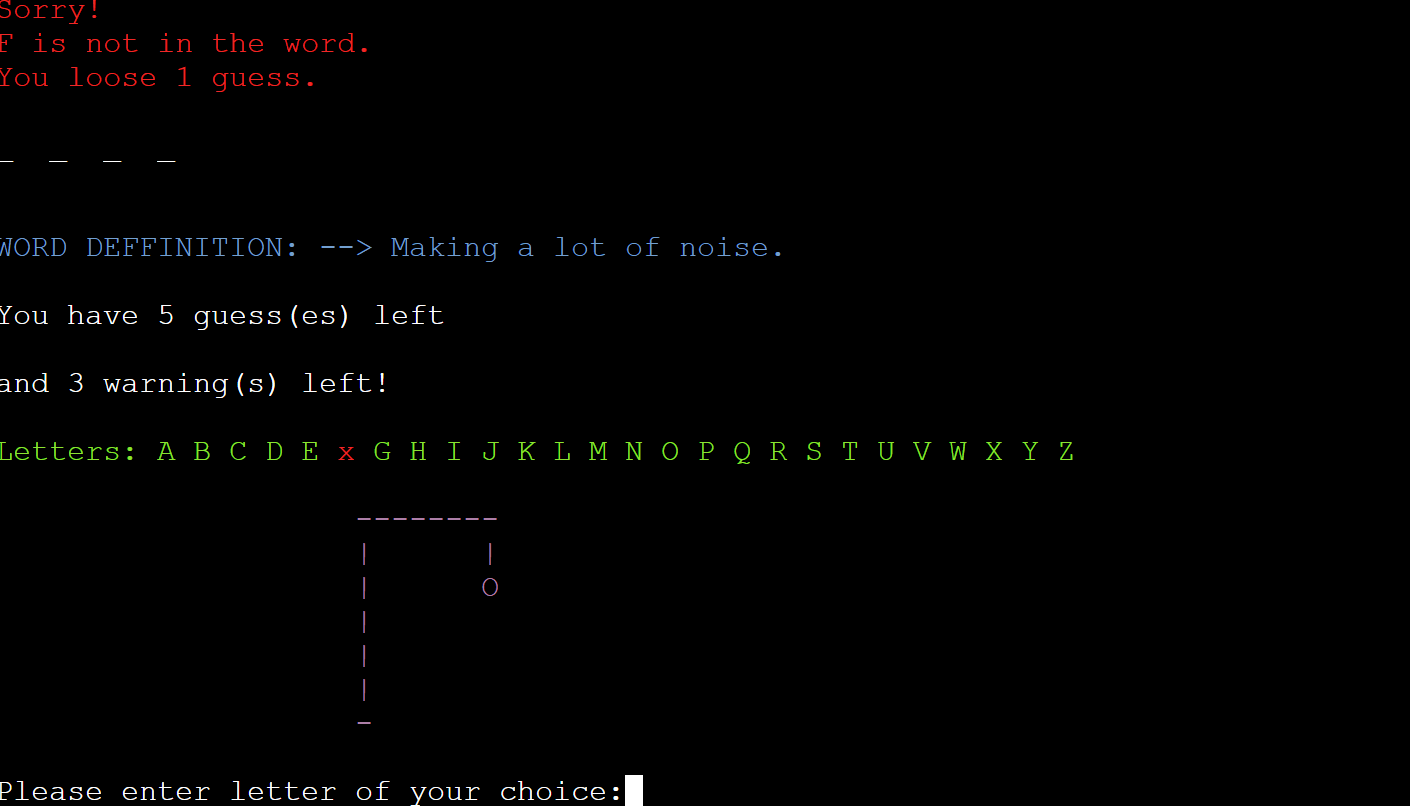 Sorry!
F is not in the word.
You loose 1 guess.
_ _ _ _
WORD DEFFINITION: --> Making a lot of noise.
You have 5 guess(es) left
and 3 warning(s) left!
Letters: A B C D E x G H I J K L M N O P Q R S T U V W X Y Z
--------
| |
| O
|
|
|
-
Please enter letter of your choice: